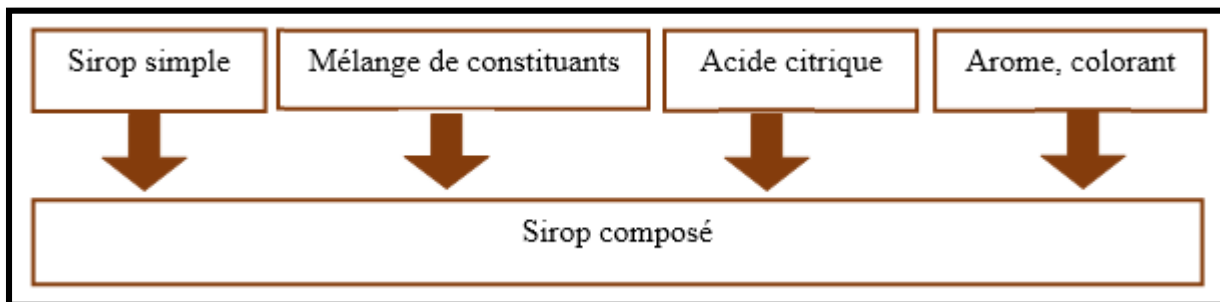 Sirop simple
Mélange de constituants
Acide citrique
Arome, colorant
Sirop composé